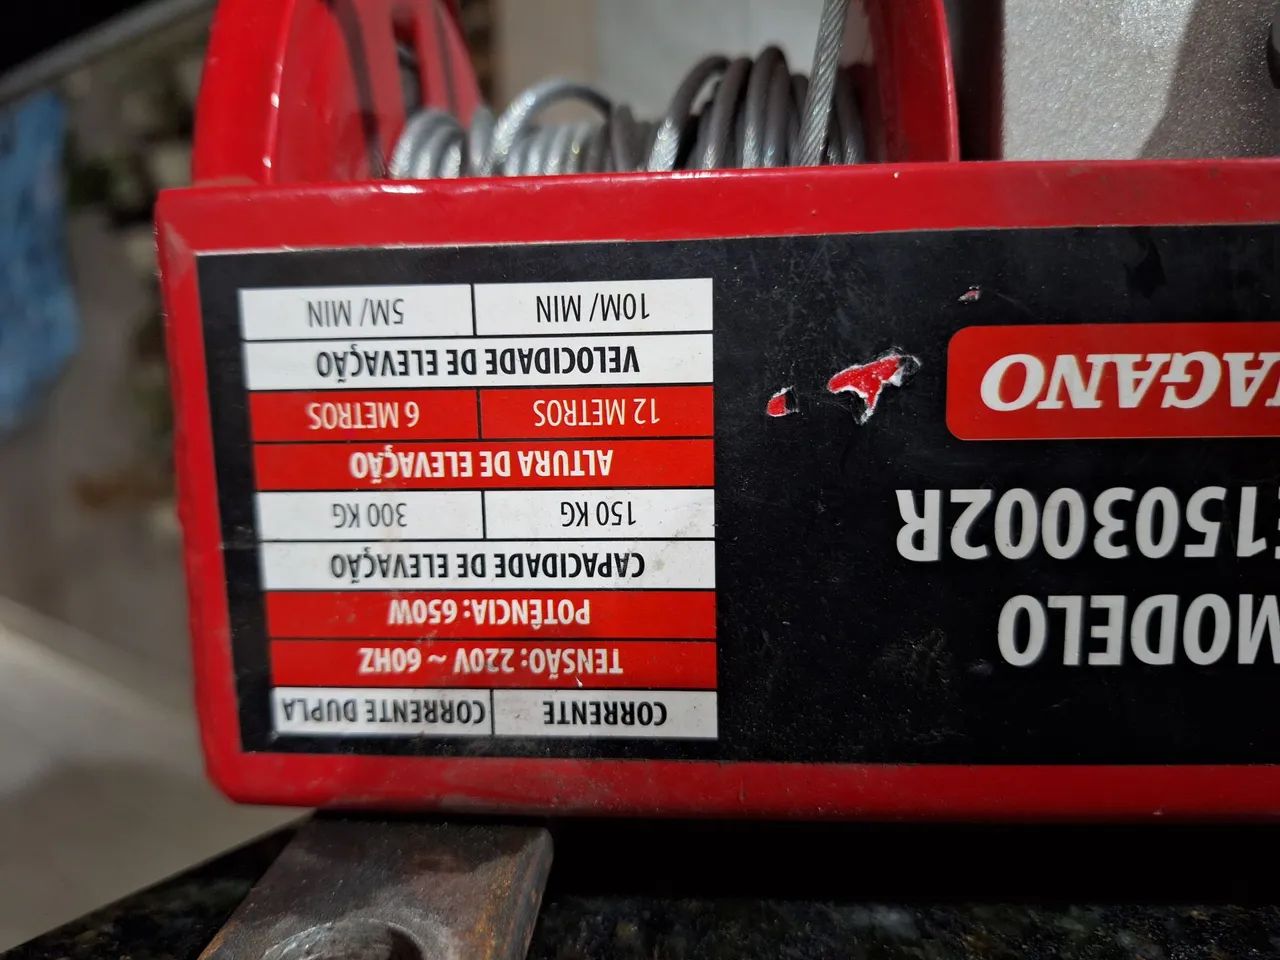 CORRENTE CORRENTE DUPLA
TENSÃO: 220V ~ 60HZ
POTÊNCIA: 650W
CAPACIDADE DE ELEVAÇÃO
150 KG 300 KG
ALTURA DE ELEVAÇÃO
12 METROS 6 METROS
VELOCIDADE DE ELEVAÇÃO
10M/ MIN 5M/ MIN
MODELO
1503002R
AGANO